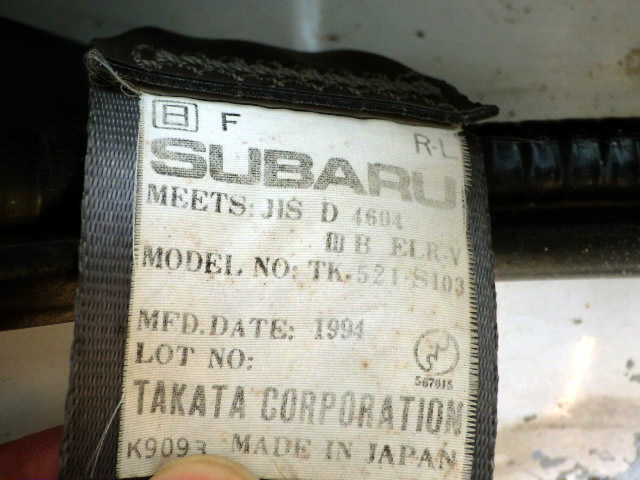 B F R-L
SUBARU
MEETS: JIS D 4604
III B ELR-V
MODEL NO: TK-521-S103
MFD.DATE: 1994
LOT NO:
567018
TAKATA CORPORATION
K9093 MADE IN JAPAN